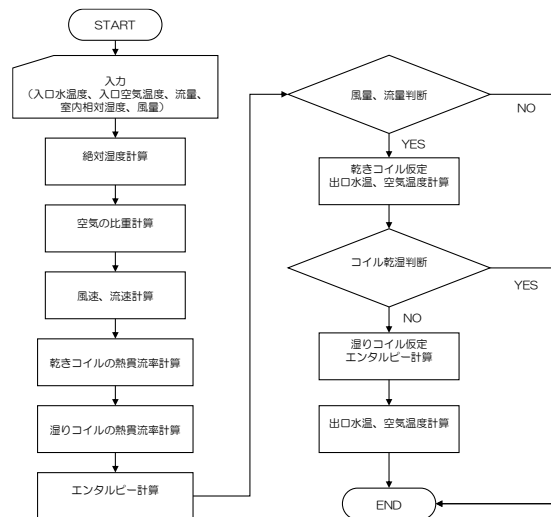 START
入力
（入口水温度、入口空気温度、流量、
室内相対湿度、風量）
絶対湿度計算
空気の比重計算
風速、流速計算
乾きコイルの熱貫流率計算
湿りコイルの熱貫流率計算
エンタルピー計算
風量、流量判断
NO
YES
乾きコイル仮定
出口水温、空気温度計算
コイル乾湿判断
YES
NO
湿りコイル仮定
エンタルピー計算
出口水温、空気温度計算
END